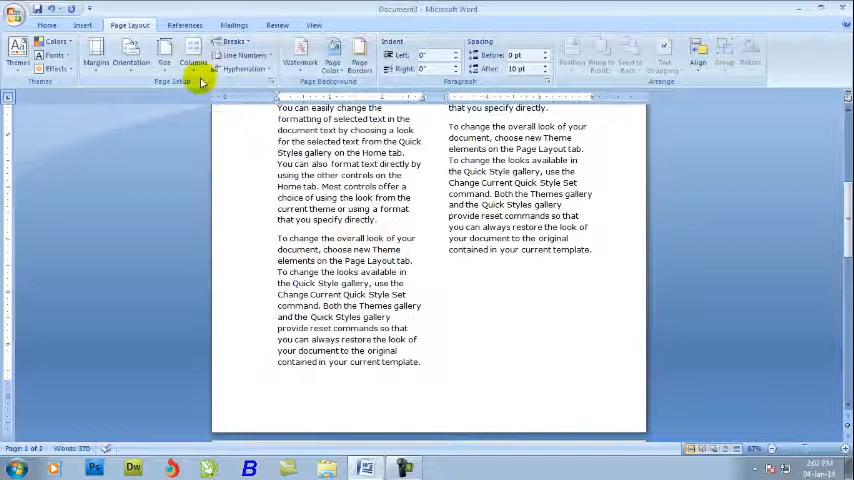 Document3 - Microsoft Word
Home Insert Page Layout References Mailings Review View
Themes
Colors
Fonts
Effects
Themes
Margins Orientation Size Columns
Breaks
Line Numbers
Hyphenation
Page Setup
Watermark Page Color Page Borders
Page Background
Indent
Left: 0"
Right: 0"
Spacing
Before: 0 pt
After: 10 pt
Paragraph
Position Bring to Front Send to Back Text Wrapping Align Group Rotate
Arrange
You can easily change the
formatting of selected text in the
document text by choosing a look
for the selected text from the Quick
Styles gallery on the Home tab.
You can also format text directly by
using the other controls on the
Home tab. Most controls offer a
choice of using the look from the
current theme or using a format
that you specify directly.
To change the overall look of your
document, choose new Theme
elements on the Page Layout tab.
To change the looks available in
the Quick Style gallery, use the
Change Current Quick Style Set
command. Both the Themes gallery
and the Quick Styles gallery
provide reset commands so that
you can always restore the look of
your document to the original
contained in your current template.
that you specify directly.
To change the overall look of your
document, choose new Theme
elements on the Page Layout tab.
To change the looks available in
the Quick Style gallery, use the
Change Current Quick Style Set
command. Both the Themes gallery
and the Quick Styles gallery
provide reset commands so that
you can always restore the look of
your document to the original
contained in your current template.
Page: 1 of 2 Words: 370
87%
Ps Dw B
2:02 PM
04-Jan-14